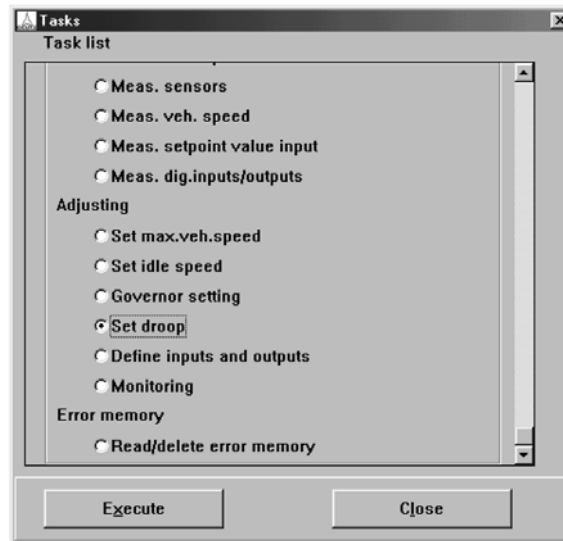 Tasks
Task list
Meas. sensors
Meas. veh. speed
Meas. setpoint value input
Meas. dig.inputs/outputs
Adjusting
Set max.veh.speed
Set idle speed
Governor setting
Set droop
Define inputs and outputs
Monitoring
Error memory
Read/delete error memory
Execute
Close